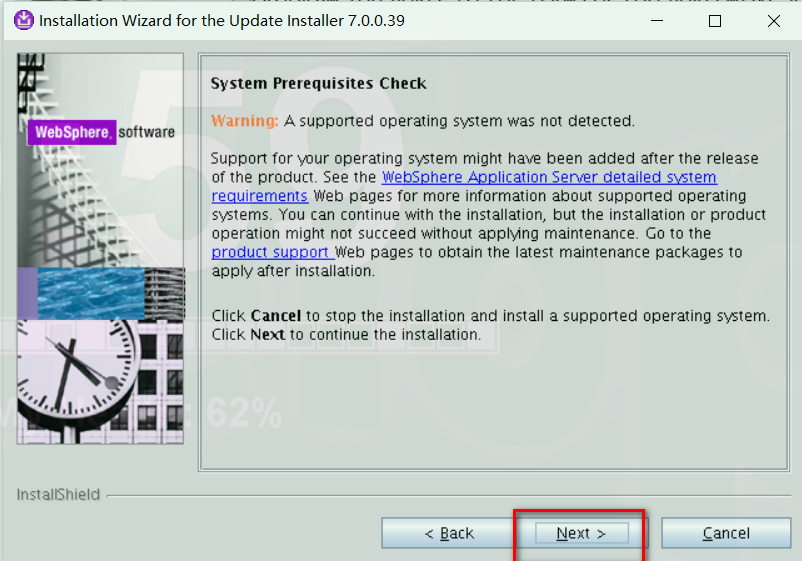 Installation Wizard for the Update Installer 7.0.0.39
WebSphere. software
System Prerequisites Check
Warning: A supported operating system was not detected.
Support for your operating system might have been added after the release
of the product. See the WebSphere Application Server detailed system
requirements Web pages for more information about supported operating
systems. You can continue with the installation, but the installation or product
operation might not succeed without applying maintenance. Go to the
product support Web pages to obtain the latest maintenance packages to
apply after installation.
Click Cancel to stop the installation and install a supported operating system.
Click Next to continue the installation.
59
: 62%
InstallShield
< Back
Next >
Cancel